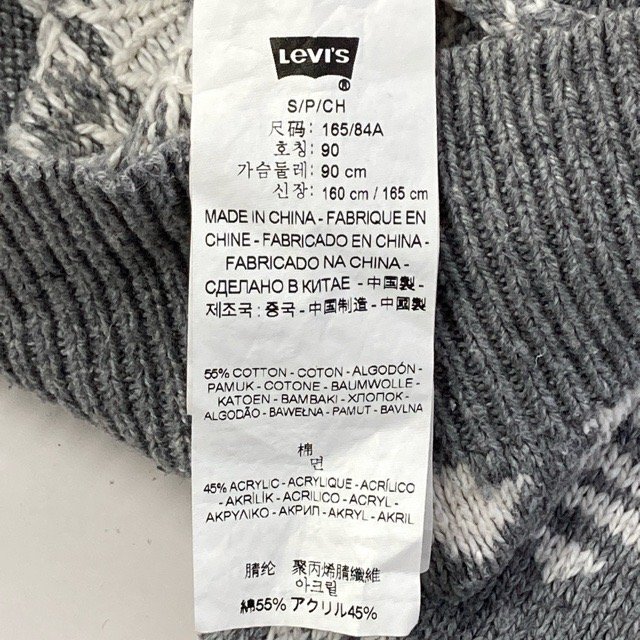 LEVI'S
®
S/P/CH
尺码: 165/84A
호칭: 90
가슴둘레: 90 cm
신장: 160 cm / 165 cm
MADE IN CHINA - FABRIQUE EN
CHINE - FABRICADO EN CHINA -
FABRICADO NA CHINA -
СДЕЛАНО В КИТАЕ - 中国製 -
제조국: 중국 - 中国制造 - 中國製
55% COTTON - COTON - ALGODÓN -
PAMUK - COTONE - BAUMWOLLE -
KATOEN - BAMBAKI - ХЛОПОК -
ALGODÃO - BAWEŁNA - PAMUT - BAVLNA
棉
면
45% ACRYLIC - ACRYLIQUE - ACRÍLICO
- AKRİLİK - ACRILICO - ACRYL -
AKPYΛIKO - АКРИЛ - AKRYL - AKRIL
腈纶 聚丙烯腈纖維
아크릴
綿55% アクリル45%